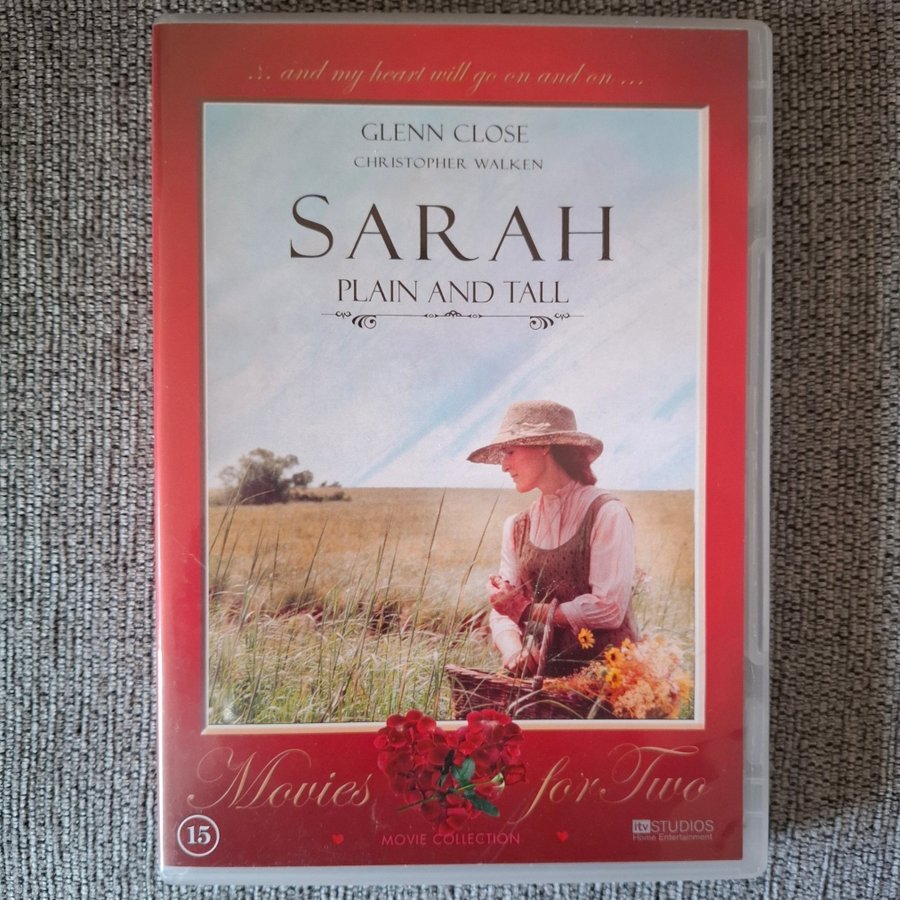 ... and my heart will go on and on ...
GLENN CLOSE
CHRISTOPHER WALKEN
SARAH
PLAIN AND TALL
Movies for Two
MOVIE COLLECTION
15
itv STUDIOS
Home Entertainment